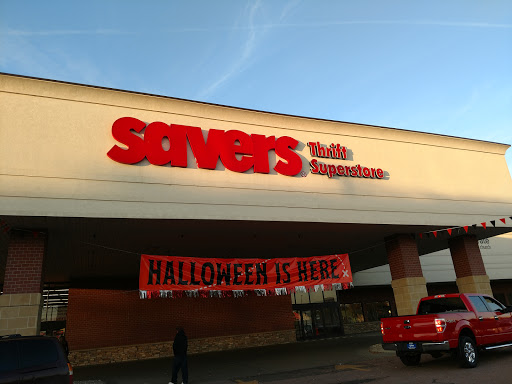 savers
Thrift
Superstore
HALLOWEEN IS HERE